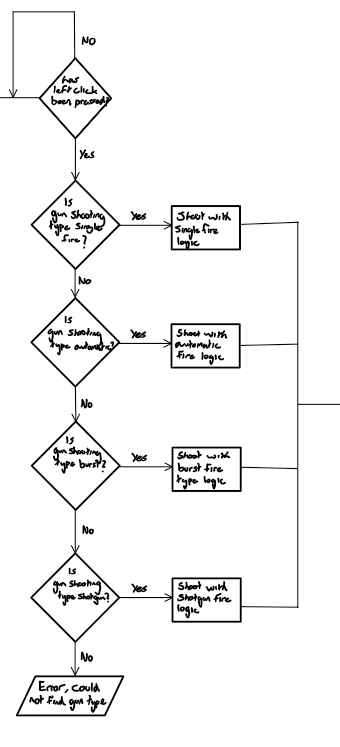 NO
has
left click
been pressed?
Yes
Is
gun shooting
type single
fire?
Yes
Shoot with
Single fire
logic
No
Is
gun shooting
type automatic?
Yes
Shoot with
automatic
fire logic
No
Is
gun shooting
type burst?
Yes
Shoot with
burst fire
type logic
No
Is
gun shooting
type shotgun?
Yes
Shoot with
Shotgun fire
logic
No
Error, could
not find gun type